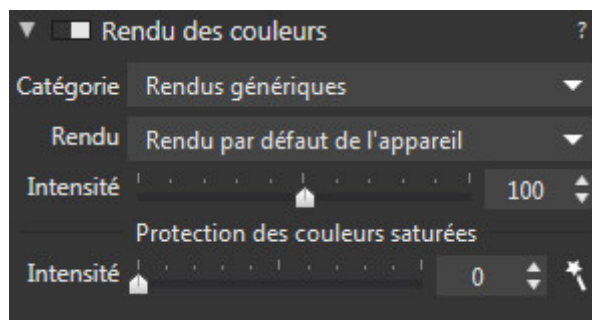 Rendu des couleurs ?
Catégorie Rendus génériques
Rendu Rendu par défaut de l'appareil
Intensité 100
Protection des couleurs saturées
Intensité 0